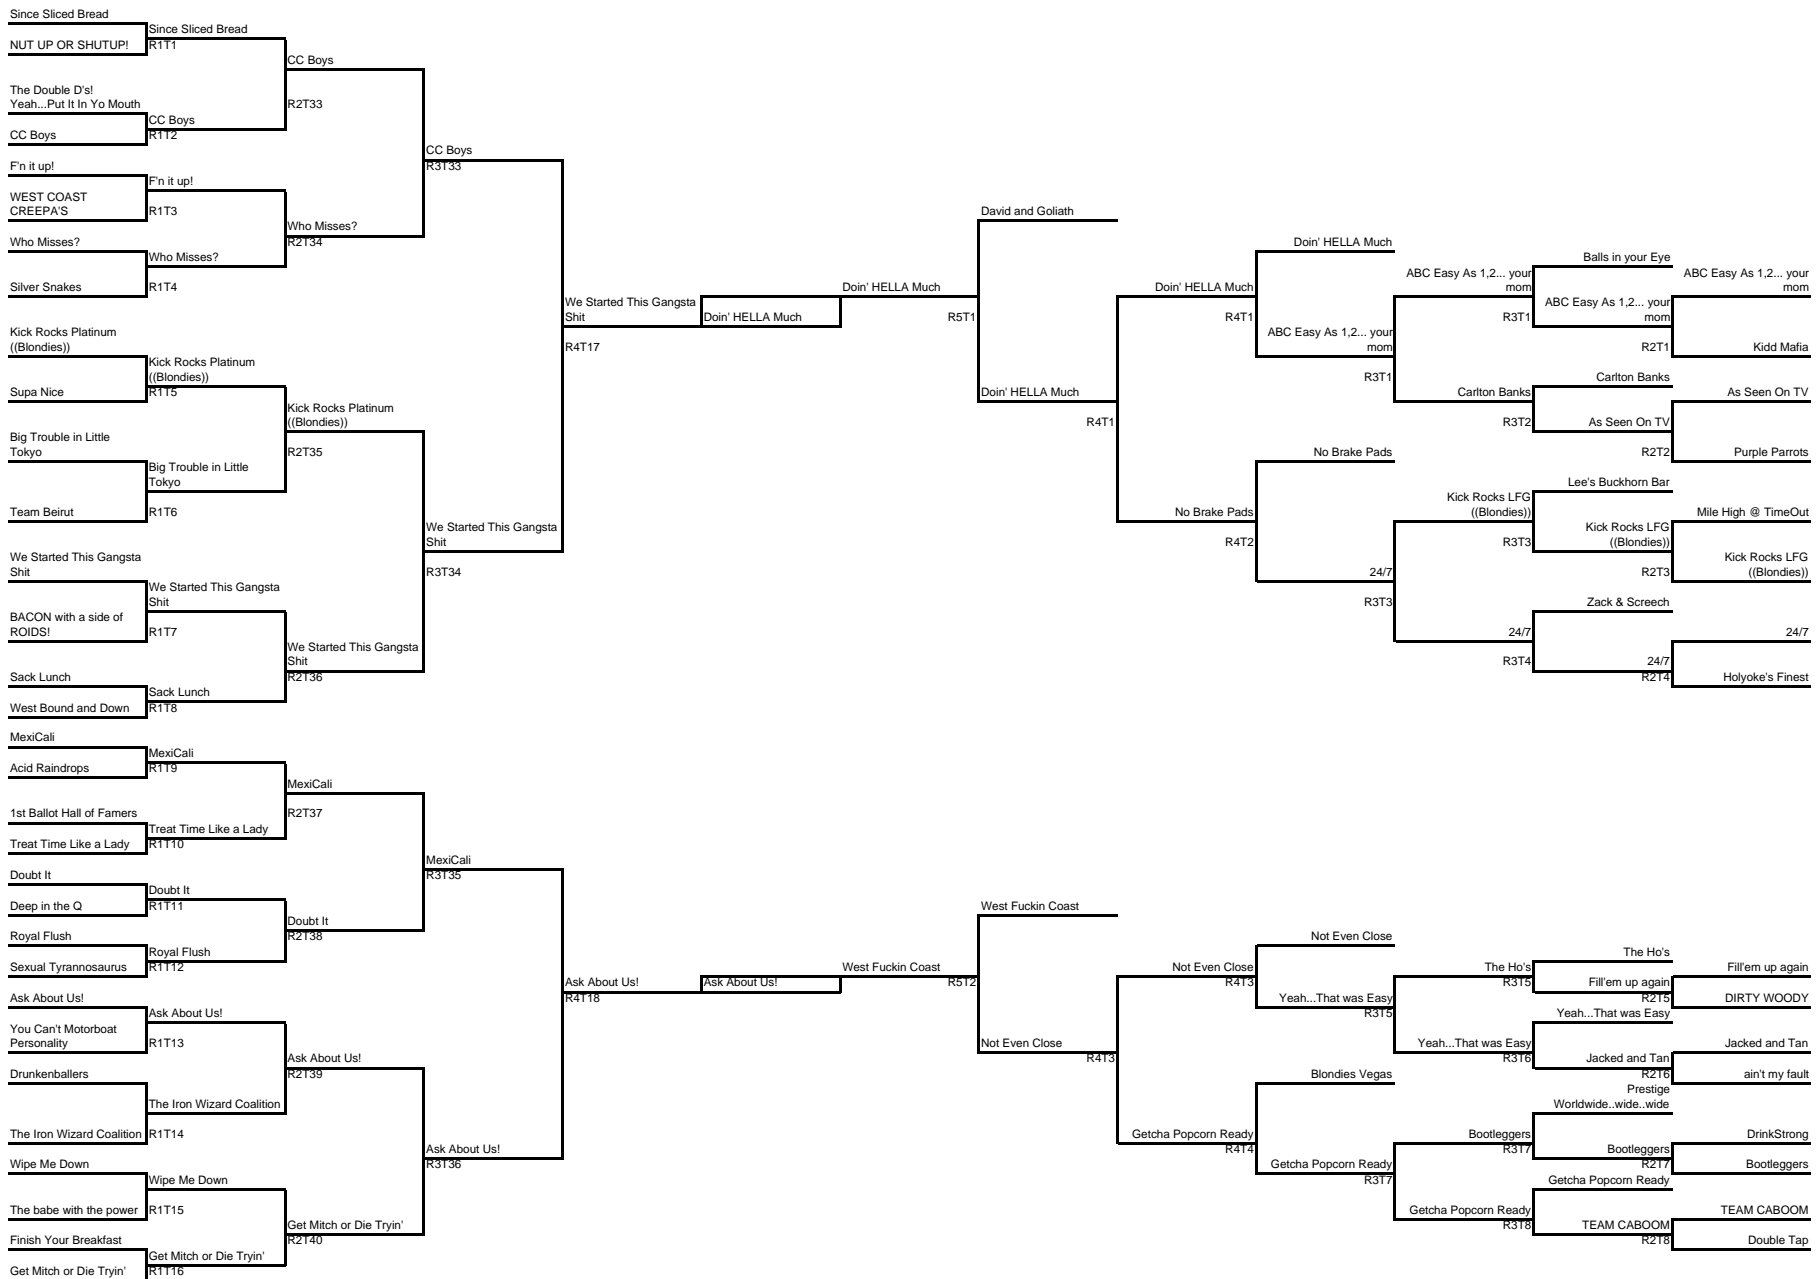 Since Sliced Bread
NUT UP OR SHUTUP!
The Double D's!
Yeah...Put It In Yo Mouth
CC Boys
F'n it up!
WEST COAST
CREEPA'S
Who Misses?
Silver Snakes
Kick Rocks Platinum
((Blondies))
Supa Nice
Big Trouble in Little
Tokyo
Team Beirut
We Started This Gangsta
Shit
BACON with a side of
ROIDS!
Sack Lunch
West Bound and Down
MexiCali
Acid Raindrops
1st Ballot Hall of Famers
Treat Time Like a Lady
Doubt It
Deep in the Q
Royal Flush
Sexual Tyrannosaurus
Ask About Us!
You Can't Motorboat
Personality
Drunkenballers
The Iron Wizard Coalition
Wipe Me Down
The babe with the power
Finish Your Breakfast
Get Mitch or Die Tryin'
Since Sliced Bread
R1T1
CC Boys
R1T2
F'n it up!
R1T3
Who Misses?
R1T4
Kick Rocks Platinum
((Blondies))
R1T5
Big Trouble in Little
Tokyo
R1T6
We Started This Gangsta
Shit
R1T7
Sack Lunch
R1T8
MexiCali
R1T9
Treat Time Like a Lady
R1T10
Doubt It
R1T11
Royal Flush
R1T12
Ask About Us!
R1T13
The Iron Wizard Coalition
R1T14
Wipe Me Down
R1T15
Get Mitch or Die Tryin'
R1T16
CC Boys
R2T33
Who Misses?
R2T34
Kick Rocks Platinum
((Blondies))
R2T35
We Started This Gangsta
Shit
R2T36
MexiCali
R2T37
Doubt It
R2T38
Ask About Us!
R2T39
Get Mitch or Die Tryin'
R2T40
CC Boys
R3T33
We Started This Gangsta
Shit
R3T34
MexiCali
R3T35
Ask About Us!
R3T36
We Started This Gangsta
Shit
R4T17
Ask About Us!
R4T18
Doin' HELLA Much
Ask About Us!
Doin' HELLA Much
R5T1
West Fuckin Coast
R5T2
David and Goliath
Doin' HELLA Much
R4T1
West Fuckin Coast
Not Even Close
R4T3
Doin' HELLA Much
R4T1
No Brake Pads
R4T2
Not Even Close
R4T3
Getcha Popcorn Ready
R4T4
Doin' HELLA Much
ABC Easy As 1,2... your
mom
R3T1
No Brake Pads
24/7
R3T3
Not Even Close
Yeah...That was Easy
R3T5
Blondies Vegas
Getcha Popcorn Ready
R3T7
ABC Easy As 1,2... your
mom
R3T1
Carlton Banks
R3T2
Kick Rocks LFG
((Blondies))
R3T3
24/7
R3T4
The Ho's
R3T5
Yeah...That was Easy
R3T6
Bootleggers
R3T7
Getcha Popcorn Ready
R3T8
Balls in your Eye
ABC Easy As 1,2... your
mom
R2T1
Carlton Banks
As Seen On TV
R2T2
Lee's Buckhorn Bar
Kick Rocks LFG
((Blondies))
R2T3
Zack & Screech
24/7
R2T4
The Ho's
Fill'em up again
R2T5
Yeah...That was Easy
Jacked and Tan
R2T6
Prestige
Worldwide..wide..wide
Bootleggers
R2T7
Getcha Popcorn Ready
TEAM CABOOM
R2T8
ABC Easy As 1,2... your
mom
Kidd Mafia
As Seen On TV
Purple Parrots
Mile High @ TimeOut
Kick Rocks LFG
((Blondies))
24/7
Holyoke's Finest
Fill'em up again
DIRTY WOODY
Jacked and Tan
ain't my fault
DrinkStrong
Bootleggers
TEAM CABOOM
Double Tap